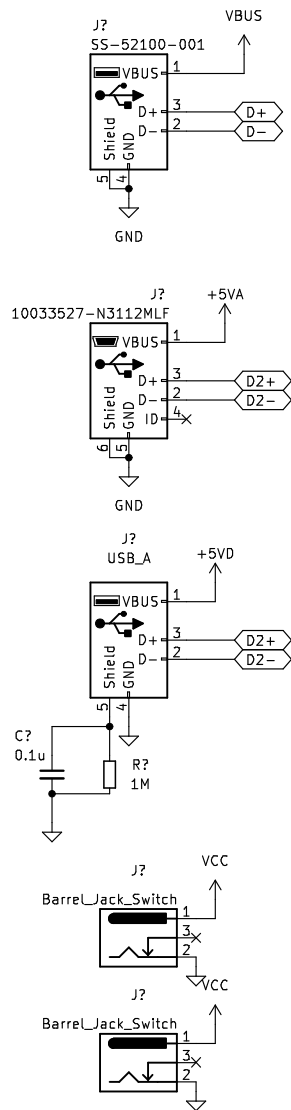 J?
SS-52100-001
VBUS
VBUS 1
D+ 3 D+
D- 2 D-
Shield
GND
5 4
GND
J?
10033527-N3112MLF
+5VA
VBUS 1
D+ 3 D2+
D- 2 D2-
ID 4
Shield
GND
6 5
GND
J?
USB_A
+5VD
VBUS 1
D+ 3 D2+
D- 2 D2-
Shield
GND
5 4
C?
0.1u
R?
1M
J?
Barrel_Jack_Switch
VCC
1
3
2
J?
Barrel_Jack_Switch
VCC
1
3
2